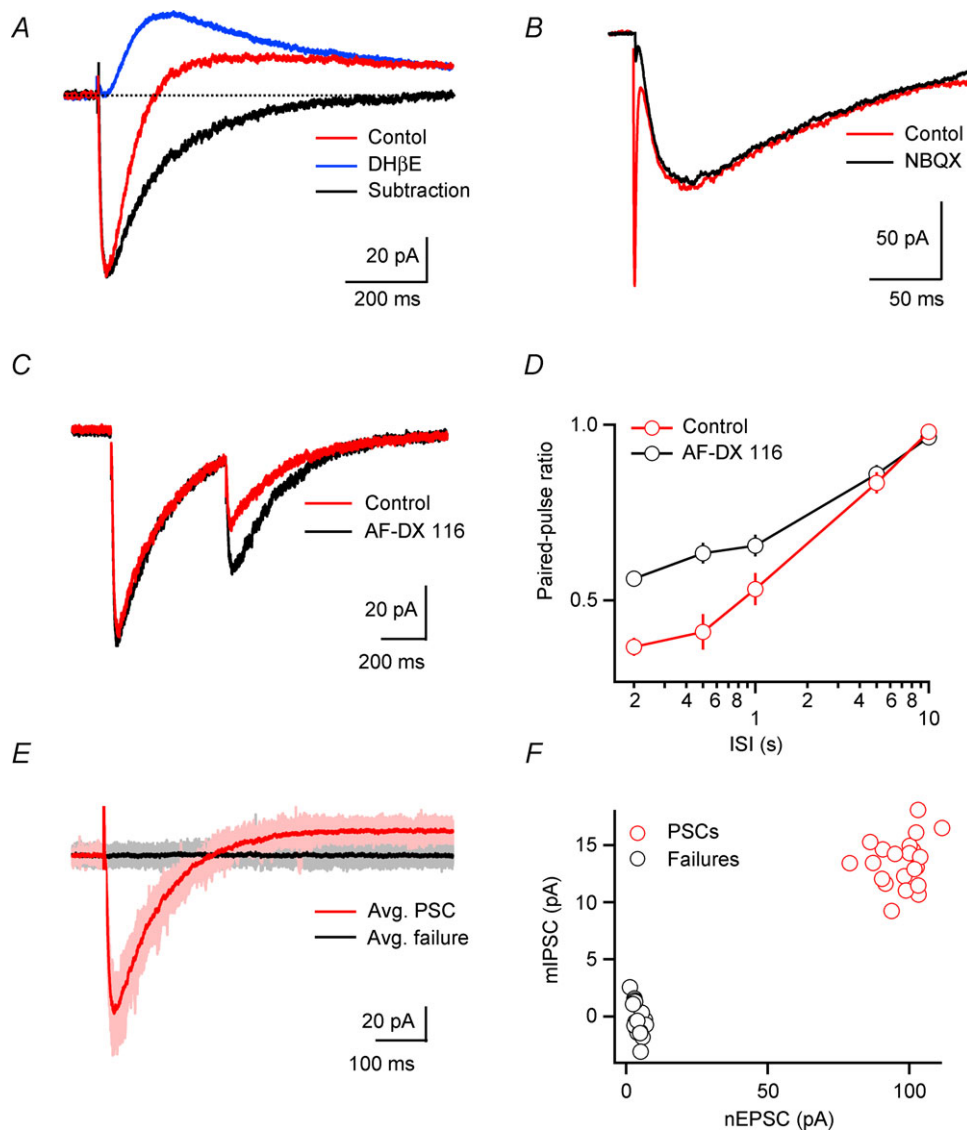 A
Contol
DHβE
Subtraction
20 pA
200 ms
B
Contol
NBQX
50 pA
50 ms
C
Control
AF-DX 116
20 pA
200 ms
D
Control
AF-DX 116
Paired-pulse ratio
1.0
0.5
2 4 6 8 1 2 4 6 8 10
ISI (s)
E
Avg. PSC
Avg. failure
20 pA
100 ms
F
PSCs
Failures
mIPSC (pA)
15
10
5
0
0 50 100
nEPSC (pA)